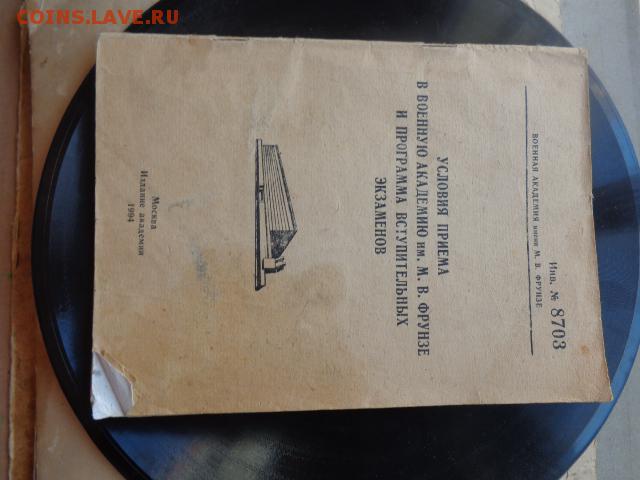 COINS.LAVE.RU
Инв. № 8703
ВОЕННАЯ АКАДЕМИЯ имени М. В. ФРУНЗЕ
УСЛОВИЯ ПРИЕМА
В ВОЕННУЮ АКАДЕМИЮ им. М. В. ФРУНЗЕ
И ПРОГРАММА ВСТУПИТЕЛЬНЫХ
ЭКЗАМЕНОВ
Москва
Издание академии
1994